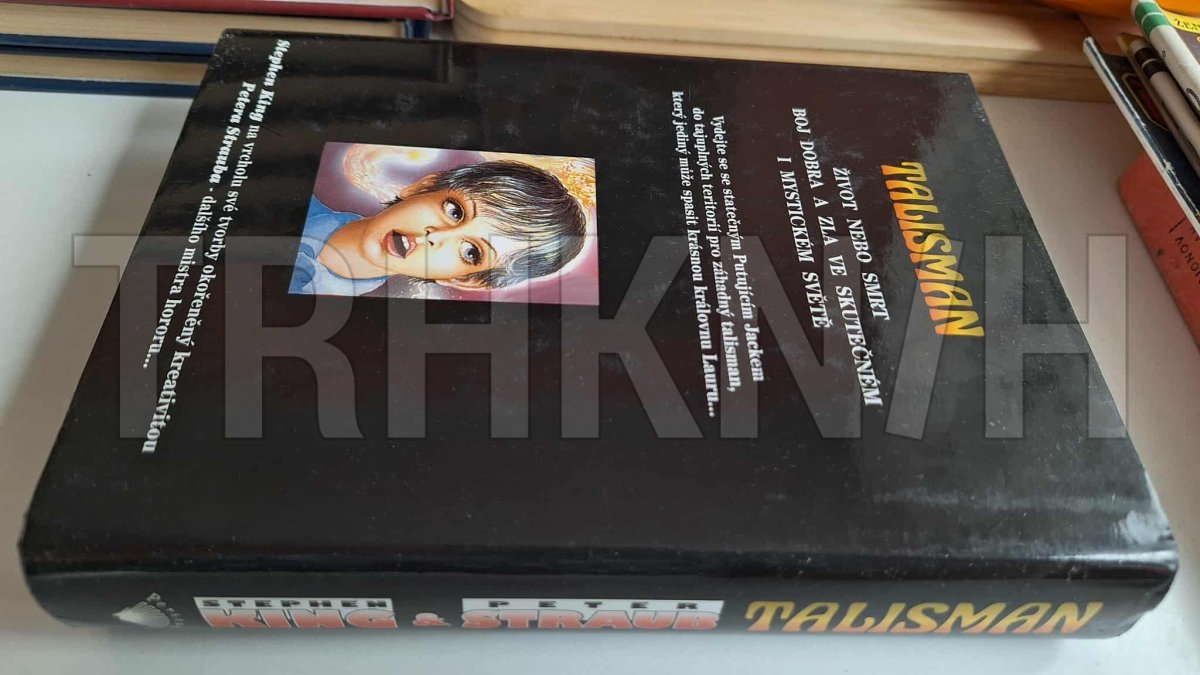 TALISMAN
ŽIVOT NEBO SMRT
BOJ DOBRA A ZLA VE SKUTEČNÉM
I MYSTICKÉM SVĚTĚ
Vydejte se se statečným Putujícím Jackem
do tajuplných teritorií pro záhadný talisman,
který jediný může spasit krásnou královnu Lauru...
Stephen King na vrcholu své tvorby okořeněný kreativitou
Petera Strauba - dalšího mistra hororu...
STEPHEN
KING &
PETER
STRAUB
TALISMAN
TRHKNIH